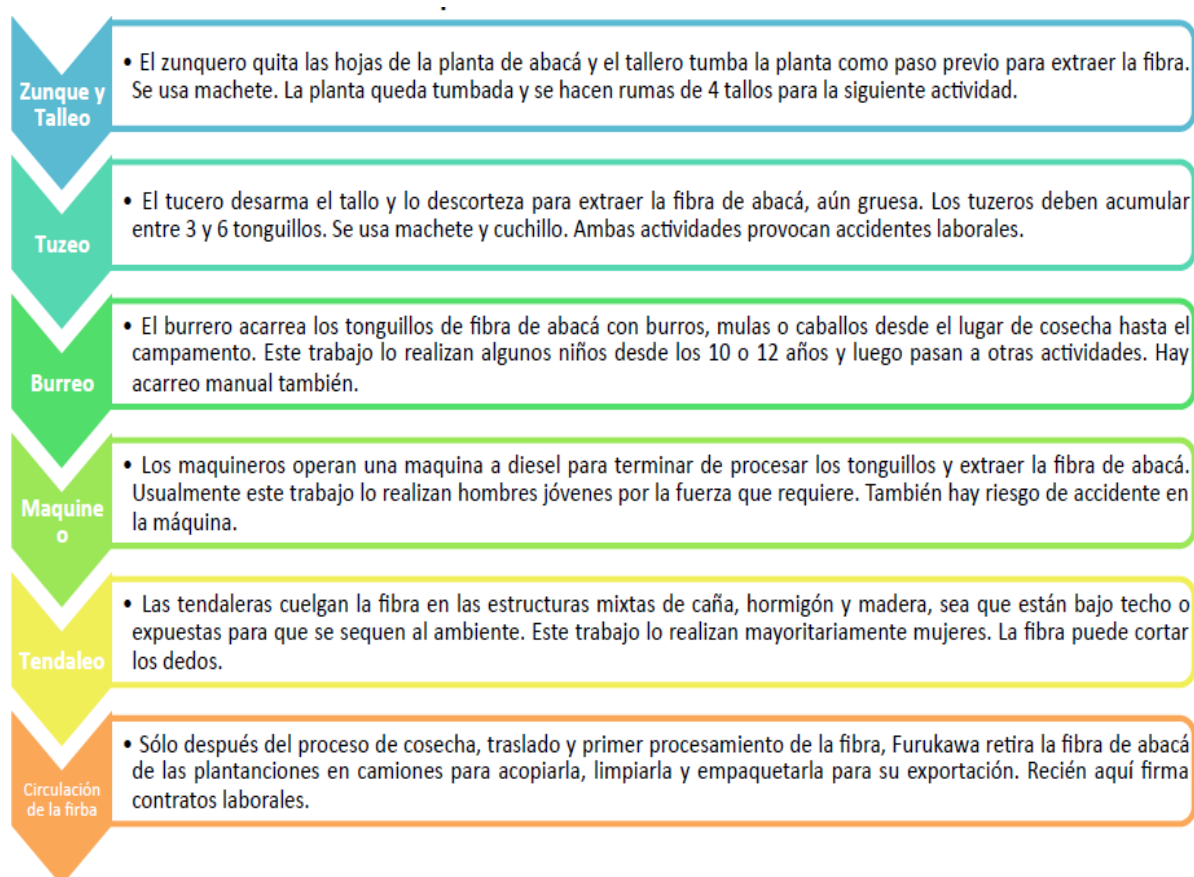 Zunque y
Talleo
• El zunquero quita las hojas de la planta de abacá y el tallero tumba la planta como paso previo para extraer la fibra.
Se usa machete. La planta queda tumbada y se hacen rumas de 4 tallos para la siguiente actividad.
Tuzeo
• El tucero desarma el tallo y lo descorteza para extraer la fibra de abacá, aún gruesa. Los tuzeros deben acumular
entre 3 y 6 tonguillos. Se usa machete y cuchillo. Ambas actividades provocan accidentes laborales.
Burreo
• El burrero acarrea los tonguillos de fibra de abacá con burros, mulas o caballos desde el lugar de cosecha hasta el
campamento. Este trabajo lo realizan algunos niños desde los 10 o 12 años y luego pasan a otras actividades. Hay
acarreo manual también.
Maquine
o
• Los maquineros operan una maquina a diesel para terminar de procesar los tonguillos y extraer la fibra de abacá.
Usualmente este trabajo lo realizan hombres jóvenes por la fuerza que requiere. También hay riesgo de accidente en
la máquina.
Tendaleo
• Las tendaleras cuelgan la fibra en las estructuras mixtas de caña, hormigón y madera, sea que están bajo techo o
expuestas para que se sequen al ambiente. Este trabajo lo realizan mayoritariamente mujeres. La fibra puede cortar
los dedos.
Circulación
de la firba
• Sólo después del proceso de cosecha, traslado y primer procesamiento de la fibra, Furukawa retira la fibra de abacá
de las plantanciones en camiones para acopiarla, limpiarla y empaquetarla para su exportación. Recién aquí firma
contratos laborales.